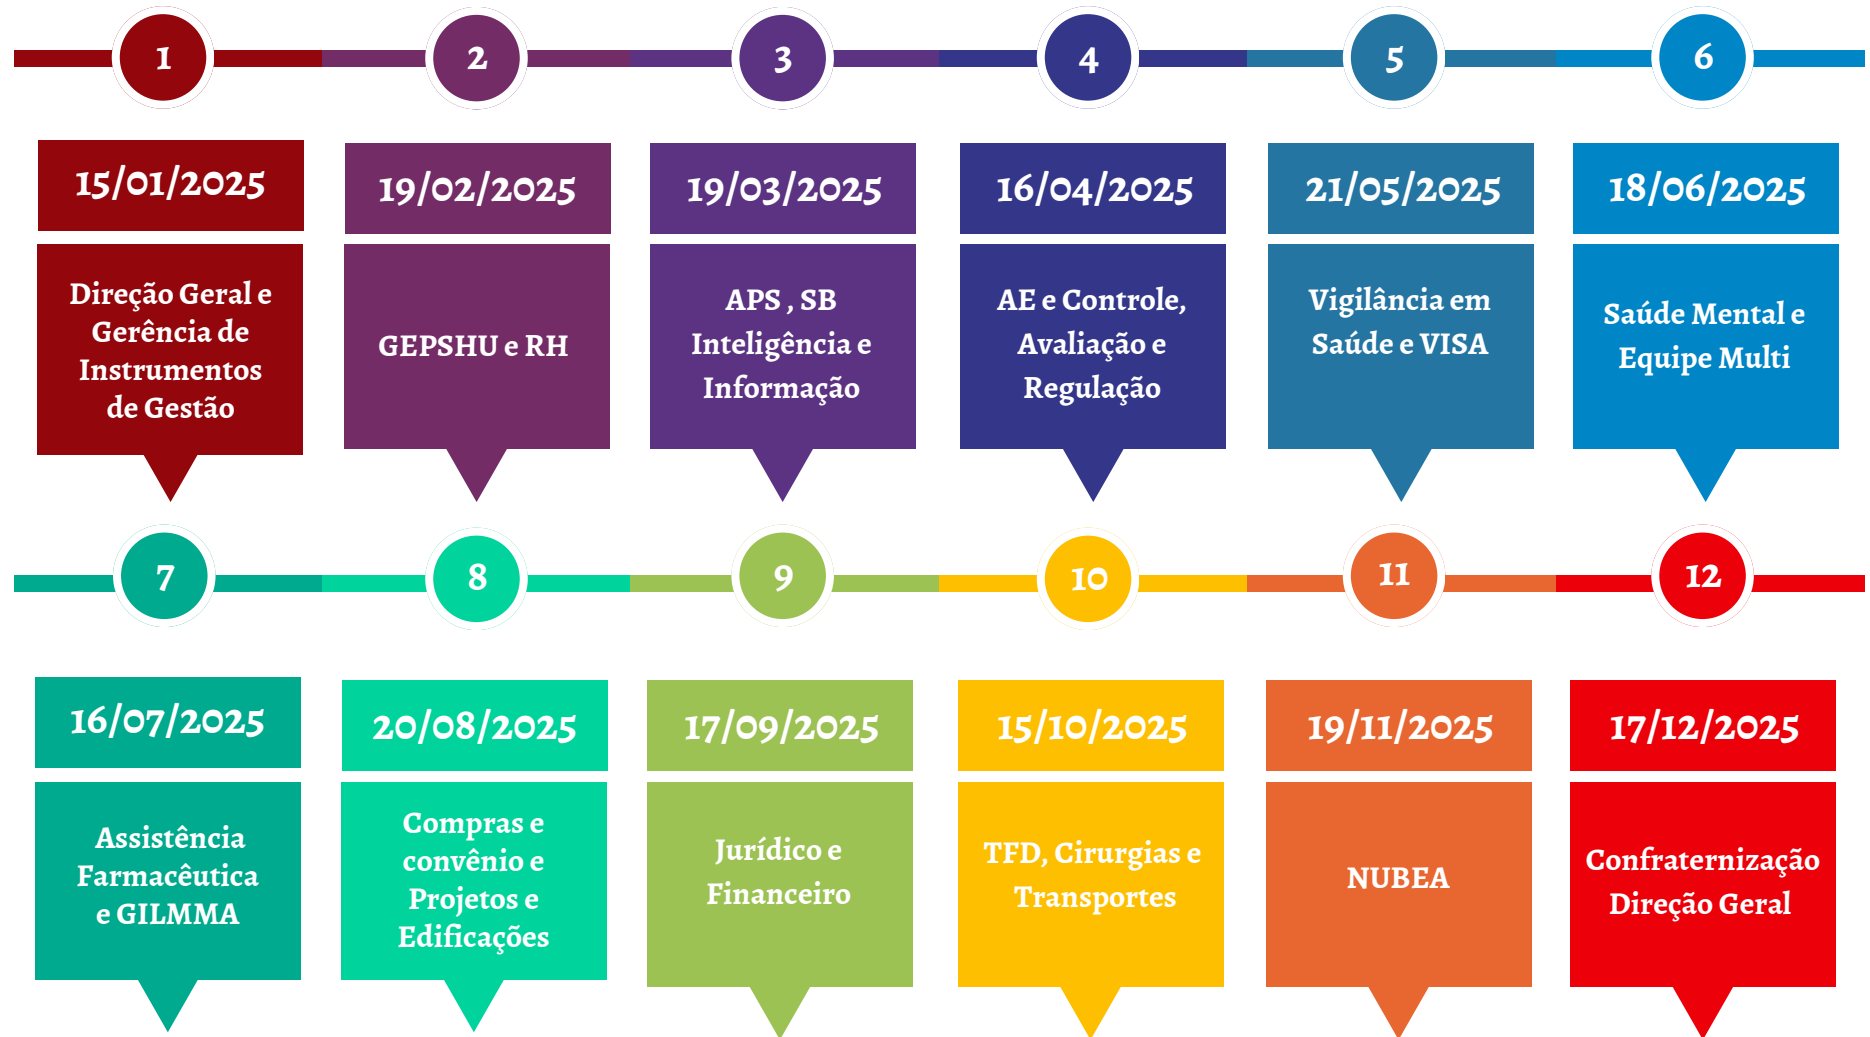 1
2
3
4
5
6
15/01/2025
19/02/2025
19/03/2025
16/04/2025
21/05/2025
18/06/2025
Direção Geral e
Gerência de
Instrumentos
de Gestão
GEPSHU e RH
APS , SB
Inteligência e
Informação
AE e Controle,
Avaliação e
Regulação
Vigilância em
Saúde e VISA
Saúde Mental e
Equipe Multi
7
8
9
10
11
12
16/07/2025
20/08/2025
17/09/2025
15/10/2025
19/11/2025
17/12/2025
Assistência
Farmacêutica
e GILMMA
Compras e
convênio e
Projetos e
Edificações
Jurídico e
Financeiro
TFD, Cirurgias e
Transportes
NUBEA
Confraternização
Direção Geral